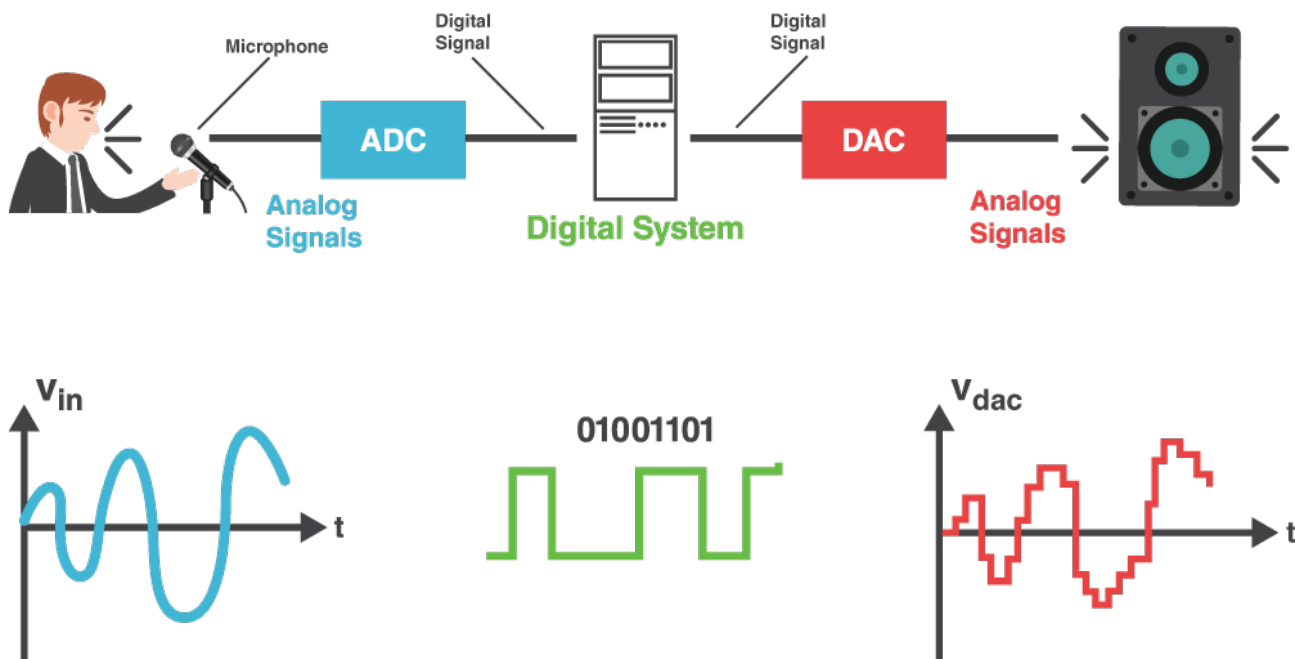 Microphone
Digital
Signal
Digital
Signal
ADC
DAC
Analog
Signals
Digital System
Analog
Signals
Vin
t
01001101
Vdac
t